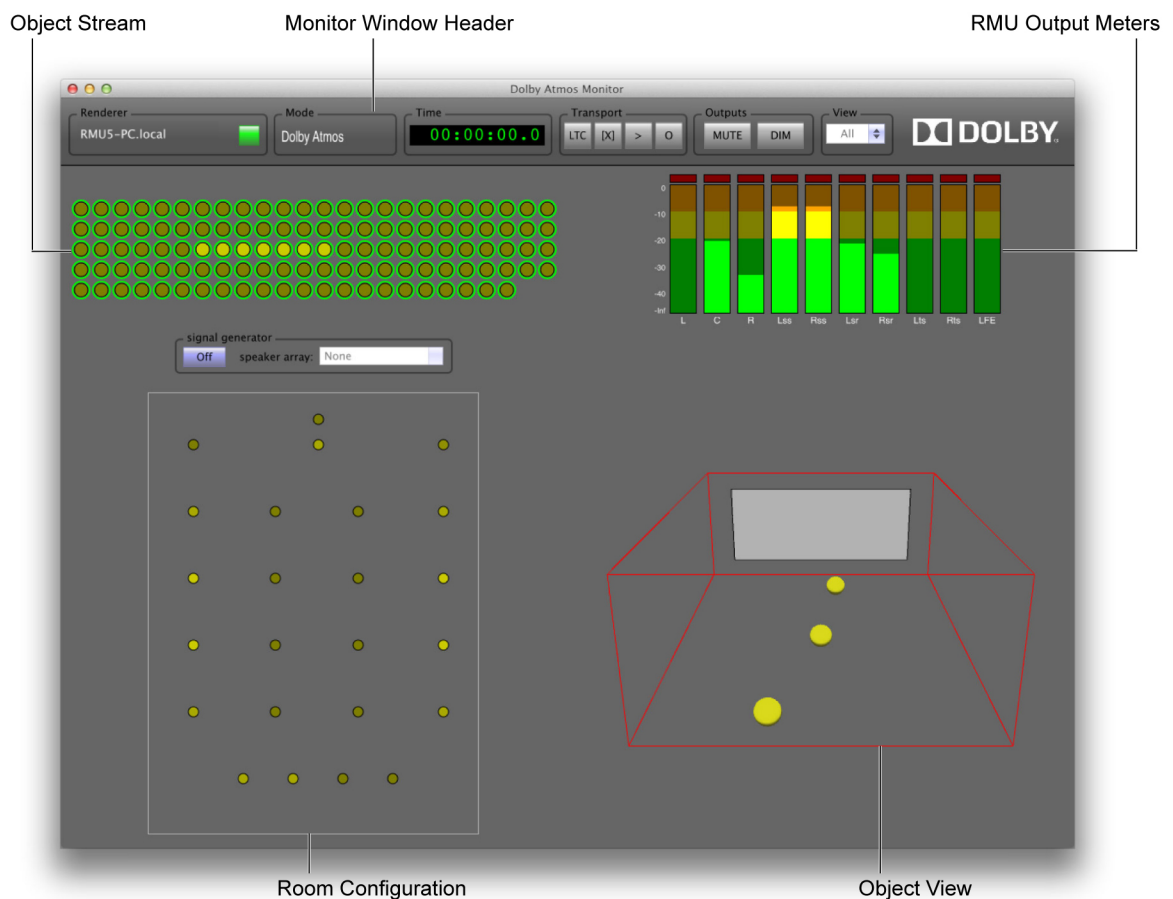 Object Stream
Monitor Window Header
RMU Output Meters
Dolby Atmos Monitor
Renderer
RMU5-PC.local
Mode
Dolby Atmos
Time
00:00:00.0
Transport
LTC [X] > O
Outputs
MUTE DIM
View
All
DOLBY
0
-10
-20
-30
-40
-Inf
L C R Lss Rss Lsr Rsr Lts Rts LFE
signal generator
Off speaker array: None
Room Configuration
Object View